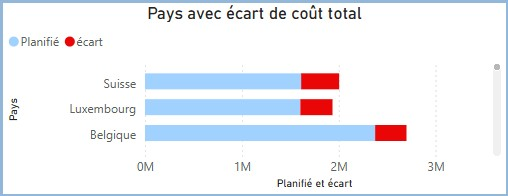 Pays avec écart de coût total
Planifié écart
Pays
Suisse
Luxembourg
Belgique
0M 1M 2M 3M
Planifié et écart